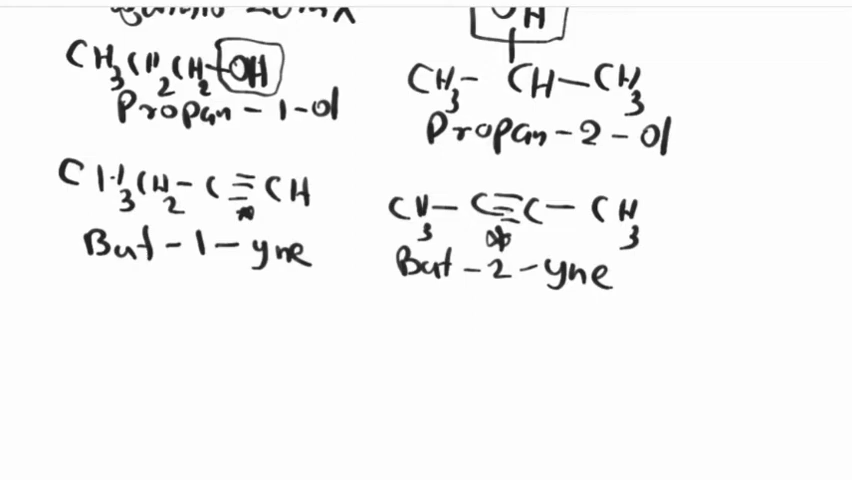 OH
CH₃CH₂CH₂-OH
CH₃- CH-CH₃
Propan-1-ol
Propan-2-ol
CH₃CH₂-C≡CH
CH₃-C≡C-CH₃
But-1-yne
But-2-yne